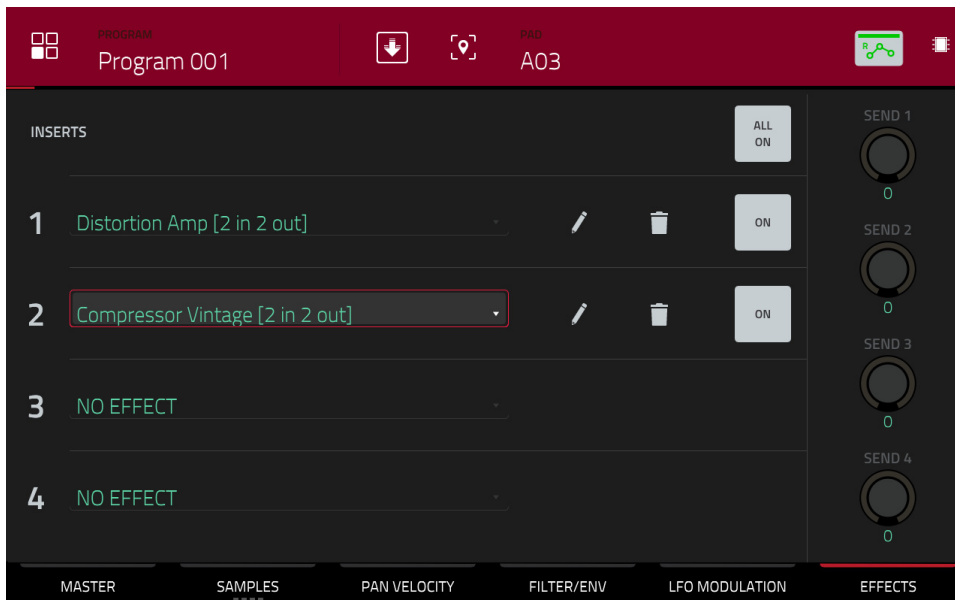 PROGRAM
Program 001
PAD
A03
R
INSERTS
ALL
ON
SEND 1
0
1 Distortion Amp [2 in 2 out] ON
SEND 2
0
2 Compressor Vintage [2 in 2 out] ON
SEND 3
0
3 NO EFFECT
SEND 4
0
4 NO EFFECT
MASTER SAMPLES PAN VELOCITY FILTER/ENV LFO MODULATION EFFECTS